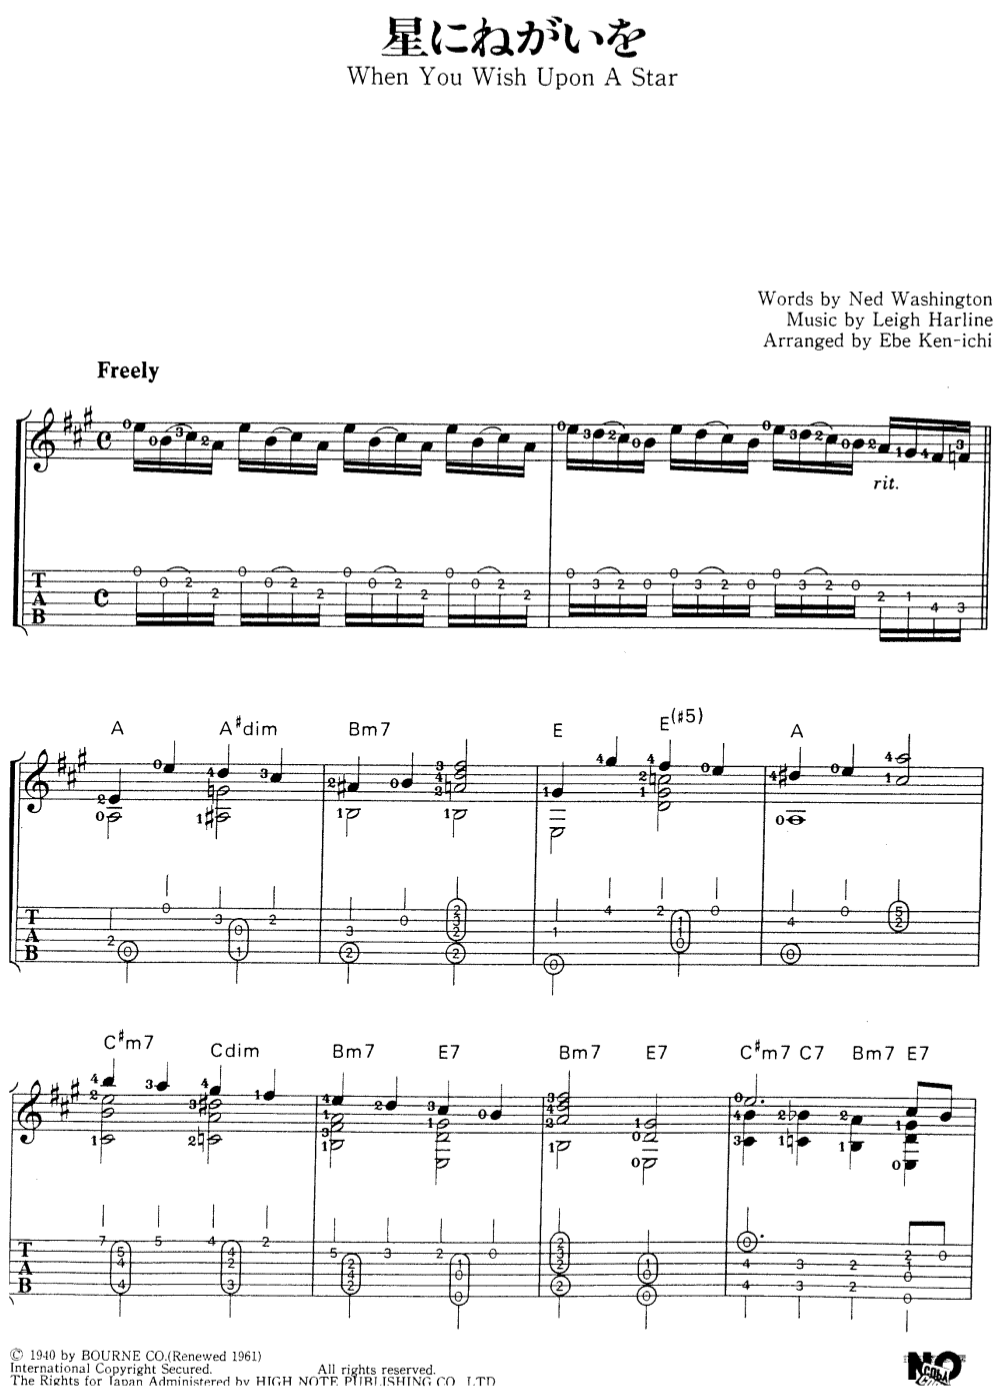 星にねがいを
When You Wish Upon A Star
Words by Ned Washington
Music by Leigh Harline
Arranged by Ebe Ken-ichi
Freely
rit.
A A#dim Bm7 E E(#5) A
C#m7 Cdim Bm7 E7 Bm7 E7 C#m7 C7 Bm7 E7
© 1940 by BOURNE CO.(Renewed 1961)
International Copyright Secured. All rights reserved.
The Rights for Japan Administered by HIGH NOTE PUBLISHING CO., LTD.